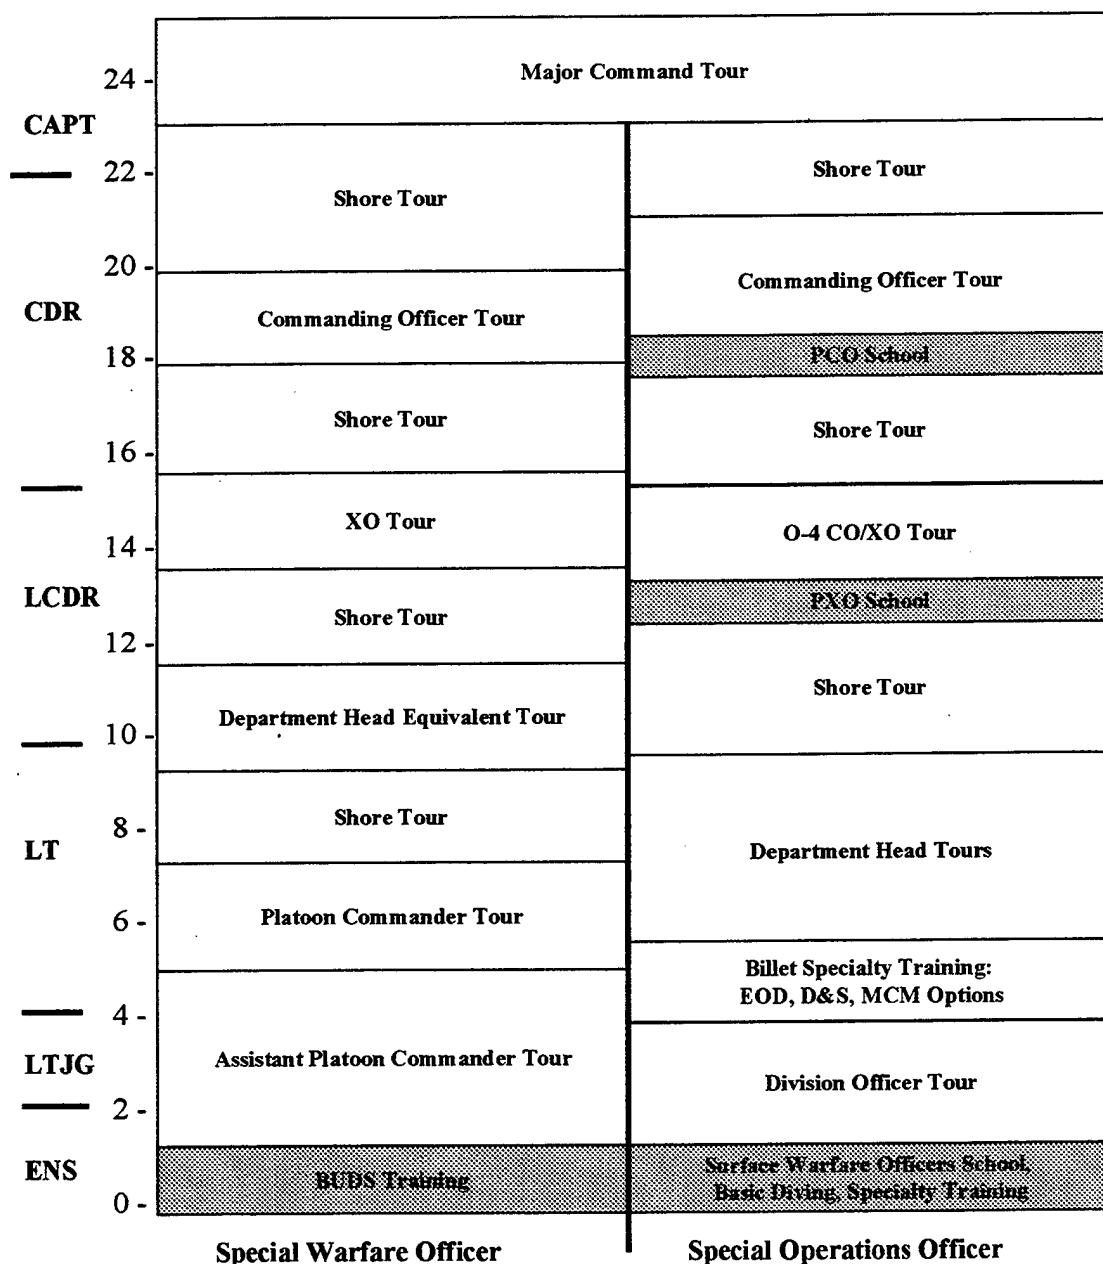 Major Command Tour
24 -
CAPT
22 -
Shore Tour
Shore Tour
20 -
Commanding Officer Tour
CDR
Commanding Officer Tour
18 -
PCO School
Shore Tour
Shore Tour
16 -
XO Tour
O-4 CO/XO Tour
14 -
LCDR
PXO School
Shore Tour
12 -
Shore Tour
Department Head Equivalent Tour
10 -
Shore Tour
8 -
LT
Department Head Tours
Platoon Commander Tour
6 -
Billet Specialty Training:
EOD, D&S, MCM Options
4 -
LTJG
Assistant Platoon Commander Tour
Division Officer Tour
2 -
ENS
BUDS Training
Surface Warfare Officers School,
Basic Diving, Specialty Training
0 -
Special Warfare Officer
Special Operations Officer